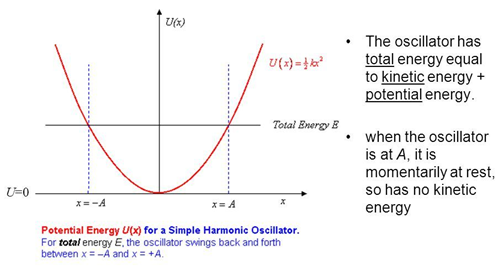 U(x)
U(x) = ½ kx²
Total Energy E
U=0
x = -A
x = A
x
Potential Energy U(x) for a Simple Harmonic Oscillator.
For total energy E, the oscillator swings back and forth
between x = –A and x = +A.
• The oscillator has
total energy equal
to kinetic energy +
potential energy.
• when the oscillator
is at A, it is
momentarily at rest,
so has no kinetic
energy